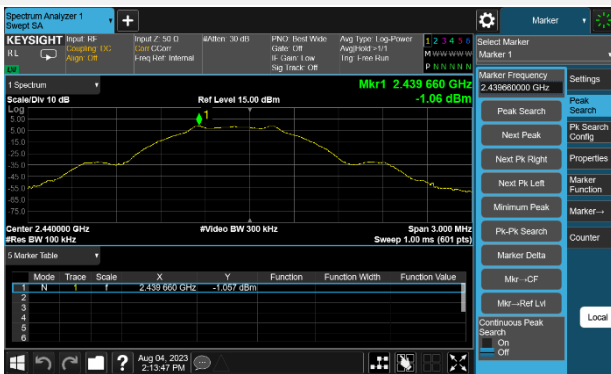 Spectrum Analyzer 1
Swept SA
+
Marker
KEYSIGHT
RL
Input: RF
Coupling: DC
Align: Off
Input Z: 50 Ω
Corr CCorr
Freq Ref: Internal
#Atten: 30 dB
PNO: Best Wide
Gate: Off
IF Gain: Low
Sig Track: Off
Avg Type: Log-Power
Avg|Hold:>1/1
Trig: Free Run
1 2 3 4 5 6
M W W W W W
P N N N N N
1 Spectrum
Scale/Div 10 dB
Ref Level 15.00 dBm
Mkr1 2.439 660 GHz
-1.06 dBm
Log
5.00
-5.00
-15.0
-25.0
-35.0
-45.0
-55.0
-65.0
-75.0
1
Center 2.440000 GHz
#Res BW 100 kHz
#Video BW 300 kHz
Span 3.000 MHz
Sweep 1.00 ms (601 pts)
5 Marker Table
Mode Trace Scale X Y Function Function Width Function Value
1 N 1 f 2.439 660 GHz -1.057 dBm
2
3
4
5
6
Select Marker
Marker 1
Marker Frequency
2.439660000 GHz
Peak Search
Next Peak
Next Pk Right
Next Pk Left
Minimum Peak
Pk-Pk Search
Marker Delta
Mkr→CF
Mkr→Ref Lvl
Continuous Peak
Search
On
Off
Settings
Peak
Search
Pk Search
Config
Properties
Marker
Function
Marker→
Counter
Local
?
Aug 04, 2023
2:13:47 PM